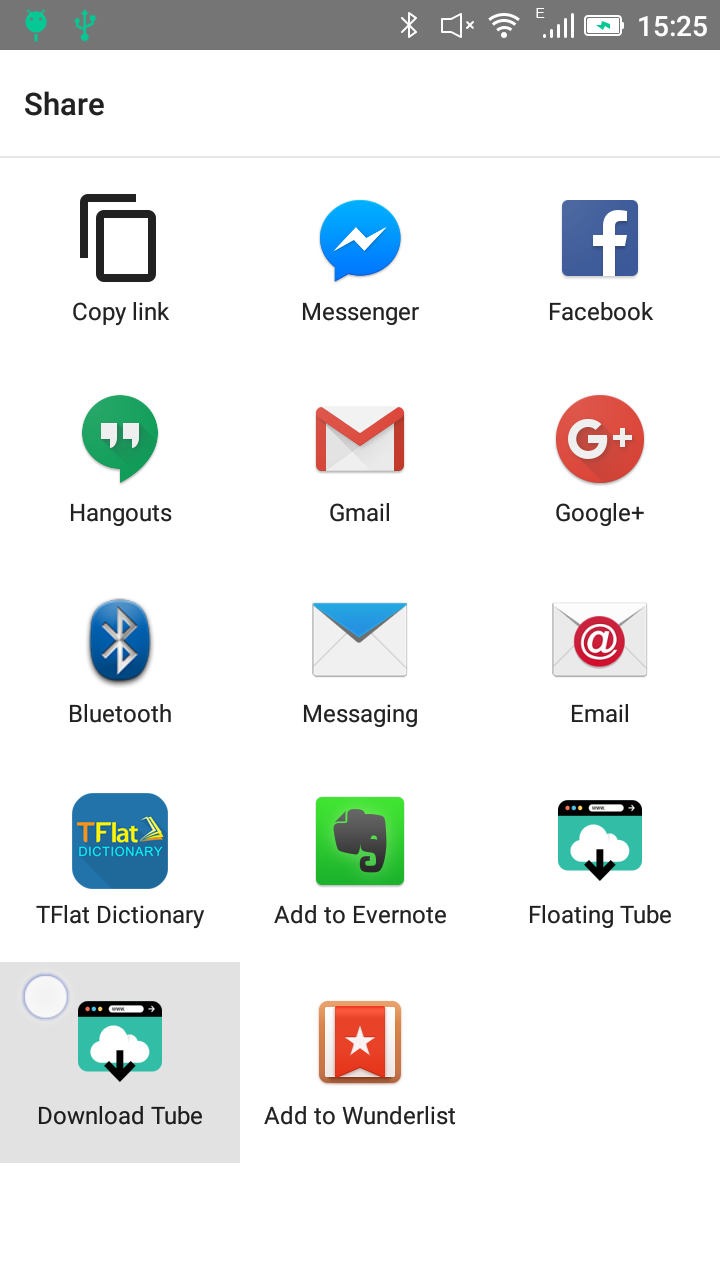 E
15:25
Share
Copy link
Messenger
Facebook
Hangouts
Gmail
Google+
Bluetooth
Messaging
Email
TFlat
DICTIONARY
www.
TFlat Dictionary
Add to Evernote
Floating Tube
www.
Download Tube
Add to Wunderlist